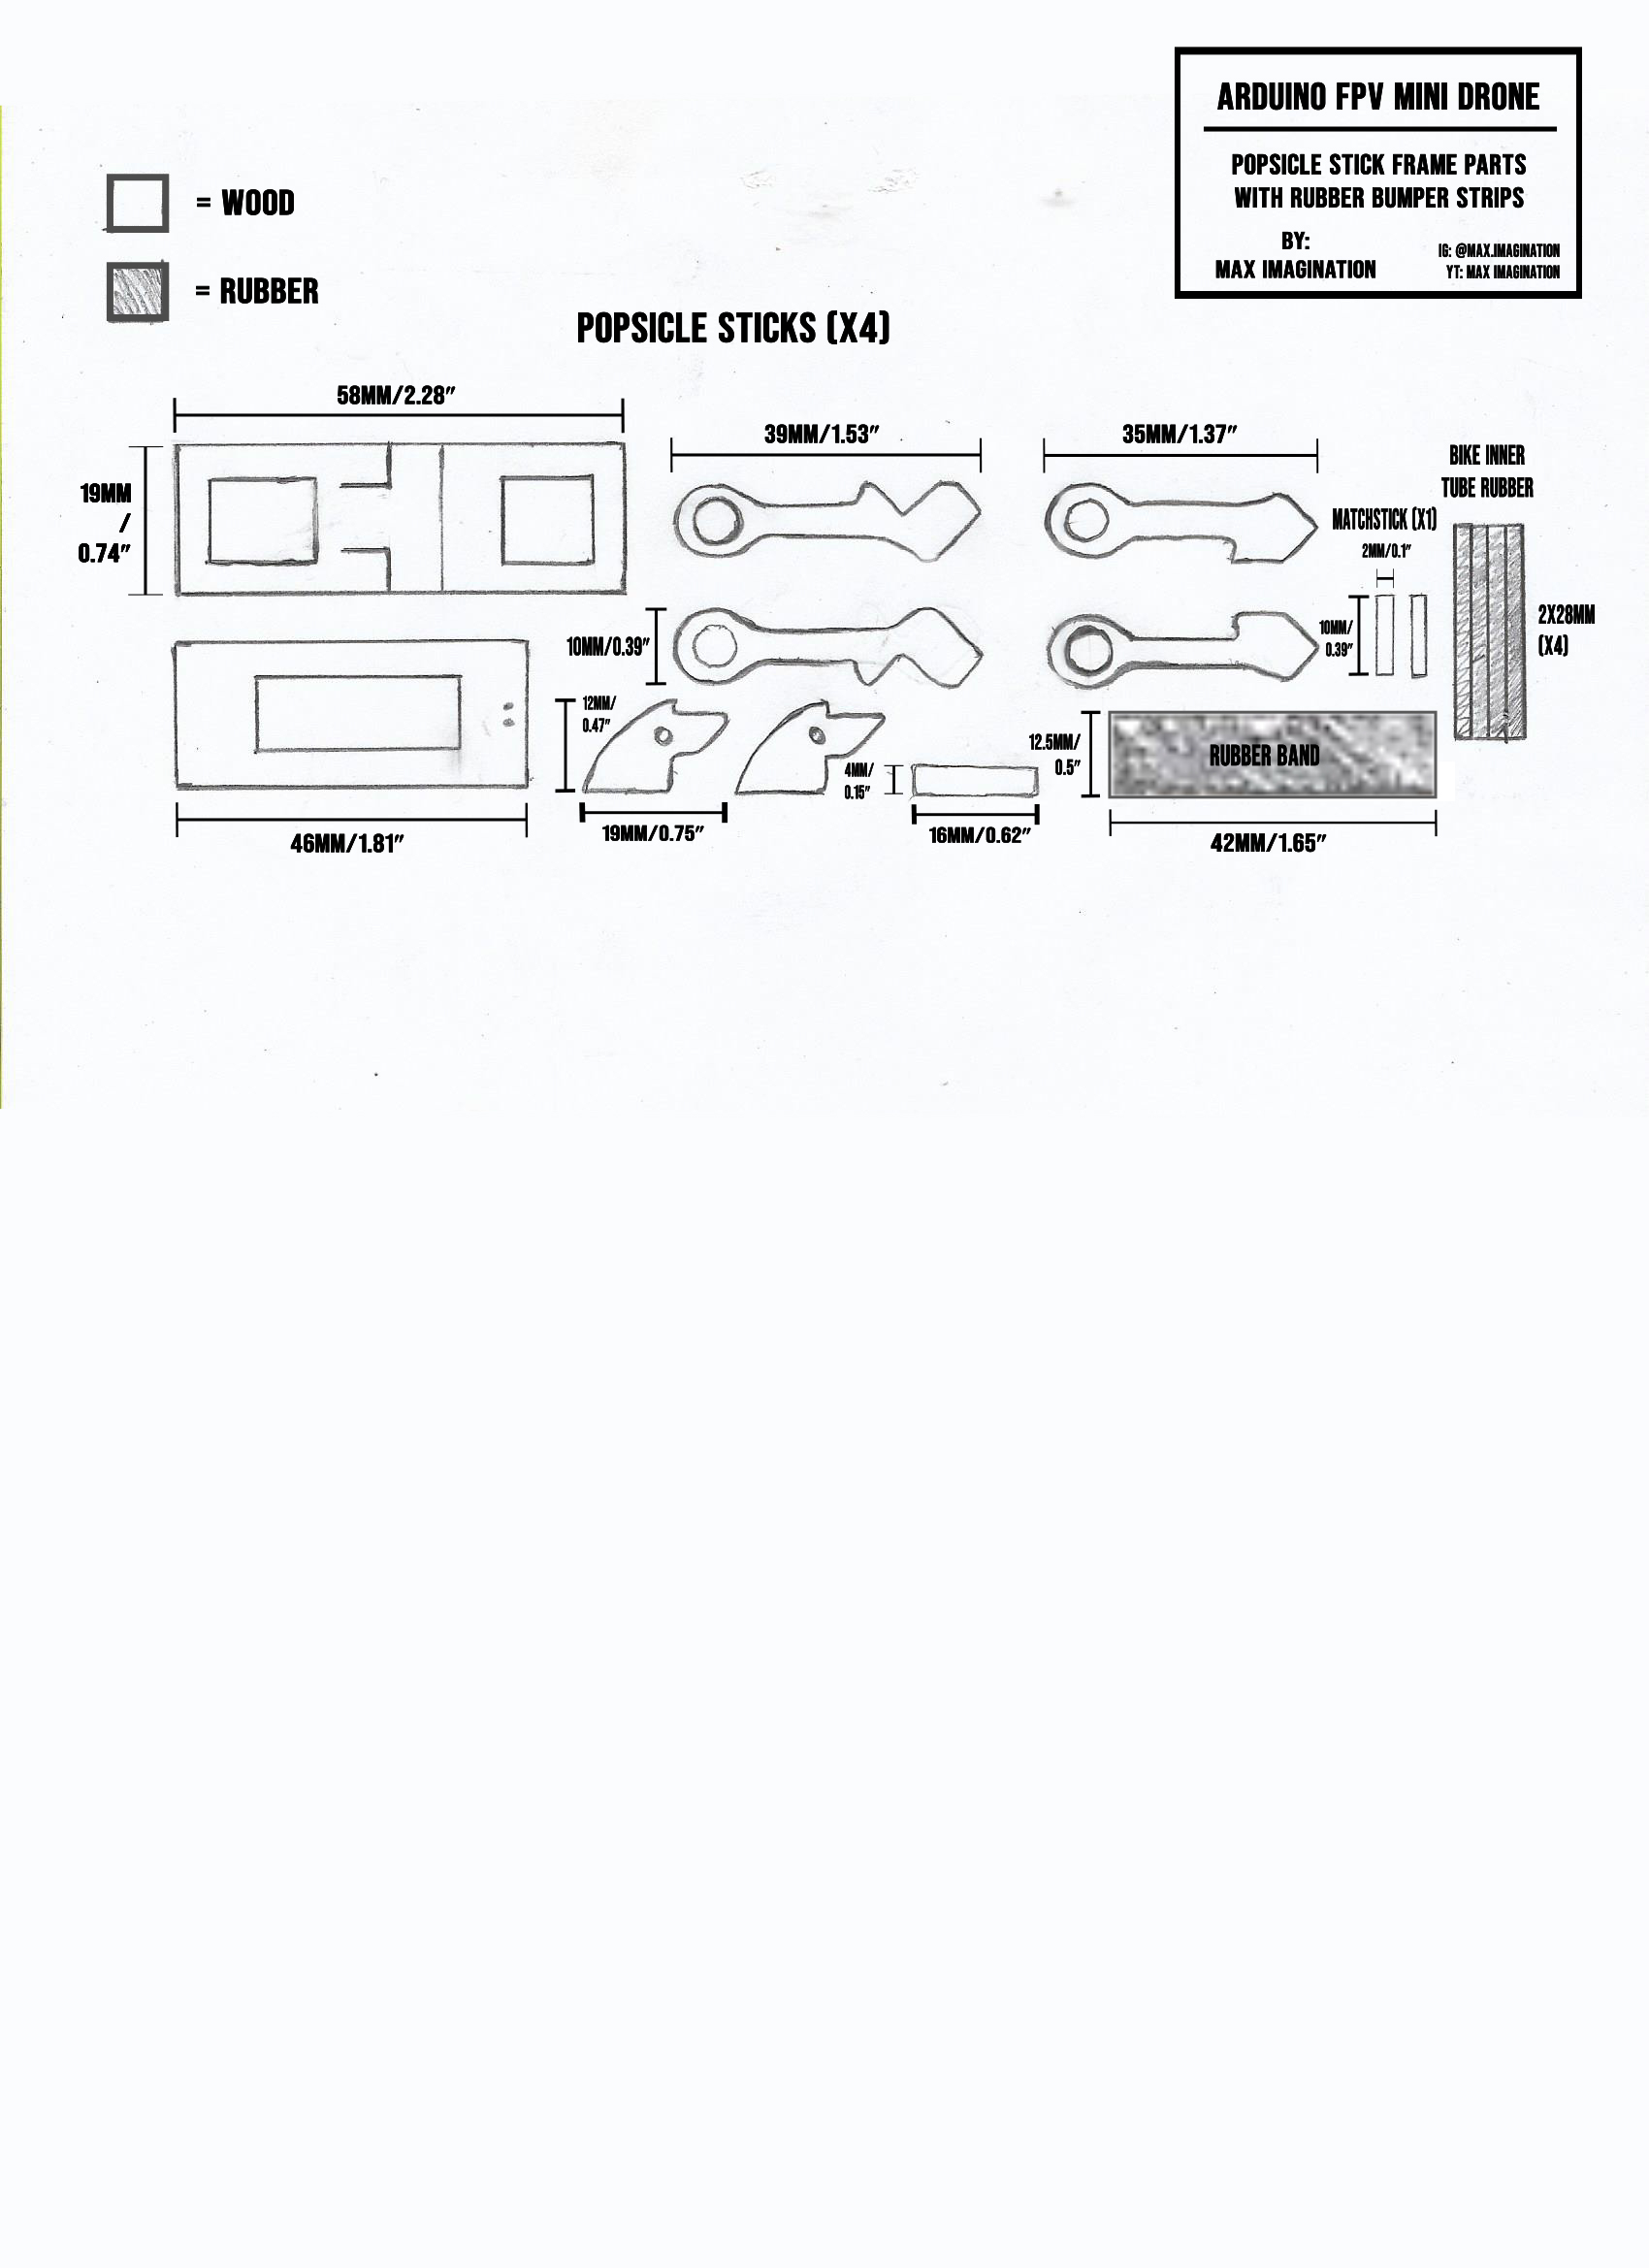 ARDUINO FPV MINI DRONE
POPSICLE STICK FRAME PARTS
WITH RUBBER BUMPER STRIPS
BY:
MAX IMAGINATION
IG: @MAX.IMAGINATION
YT: MAX IMAGINATION
= WOOD
= RUBBER
POPSICLE STICKS (X4)
58MM/2.28"
19MM
/
0.74"
39MM/1.53"
35MM/1.37"
BIKE INNER
TUBE RUBBER
MATCHSTICK (X1)
2MM/0.1"
10MM/
0.39"
2X28MM
(X4)
10MM/0.39"
12MM/
0.47"
4MM/
0.15"
12.5MM/
0.5"
RUBBER BAND
46MM/1.81"
19MM/0.75"
16MM/0.62"
42MM/1.65"